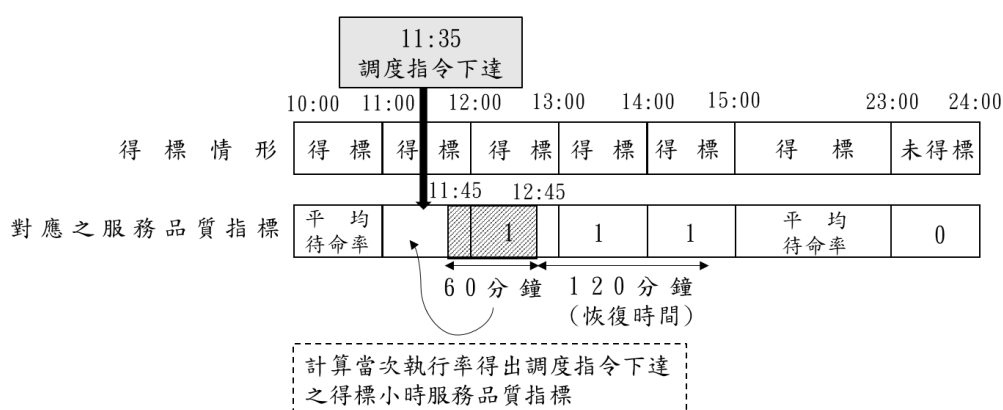 11:35
調度指令下達
10:00 11:00 12:00 13:00 14:00 15:00 23:00 24:00
得標情形 得標 得標 得標 得標 得標 得標 未得標
11:45 12:45
對應之服務品質指標 平均待命率 1 1 1 平均待命率 0
60分鐘 120分鐘
(恢復時間)
計算當次執行率得出調度指令下達
之得標小時服務品質指標